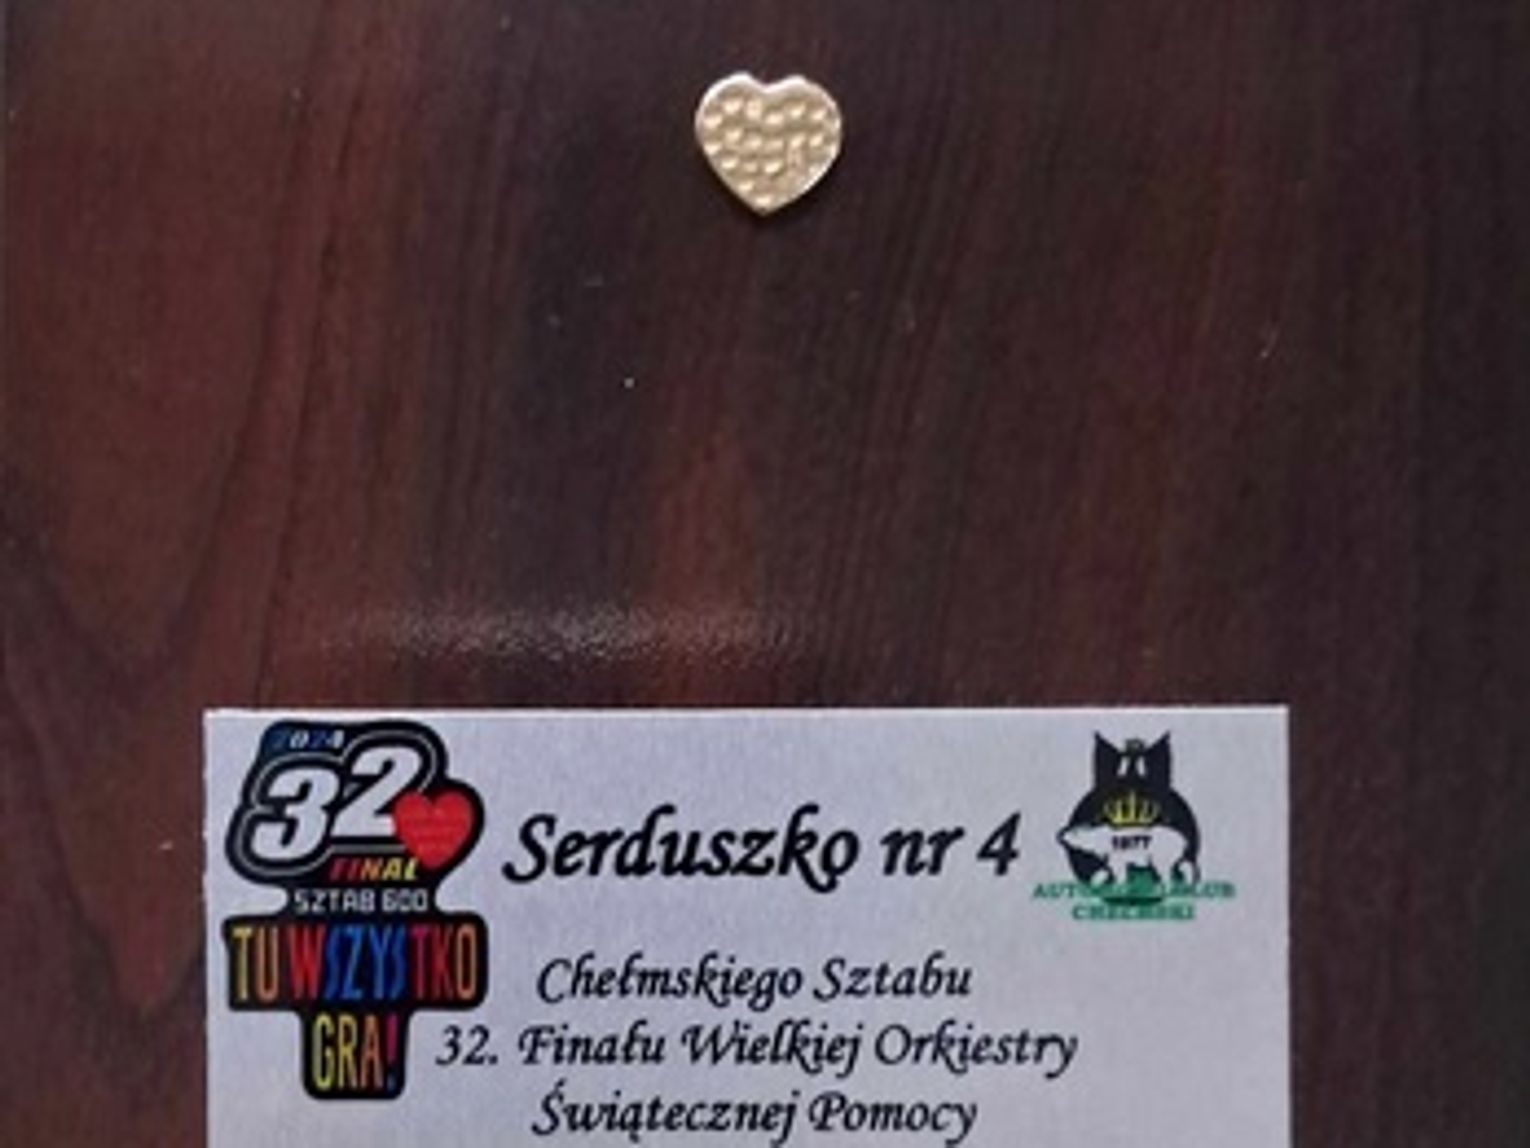 2024
32
FINAŁ
SZTAB 600
TU WSZYSTKO
GRA!
Serduszko nr 4
1977
CHEŁMSKI
Chełmskiego Sztabu
32. Finału Wielkiej Orkiestry
Świątecznej Pomocy